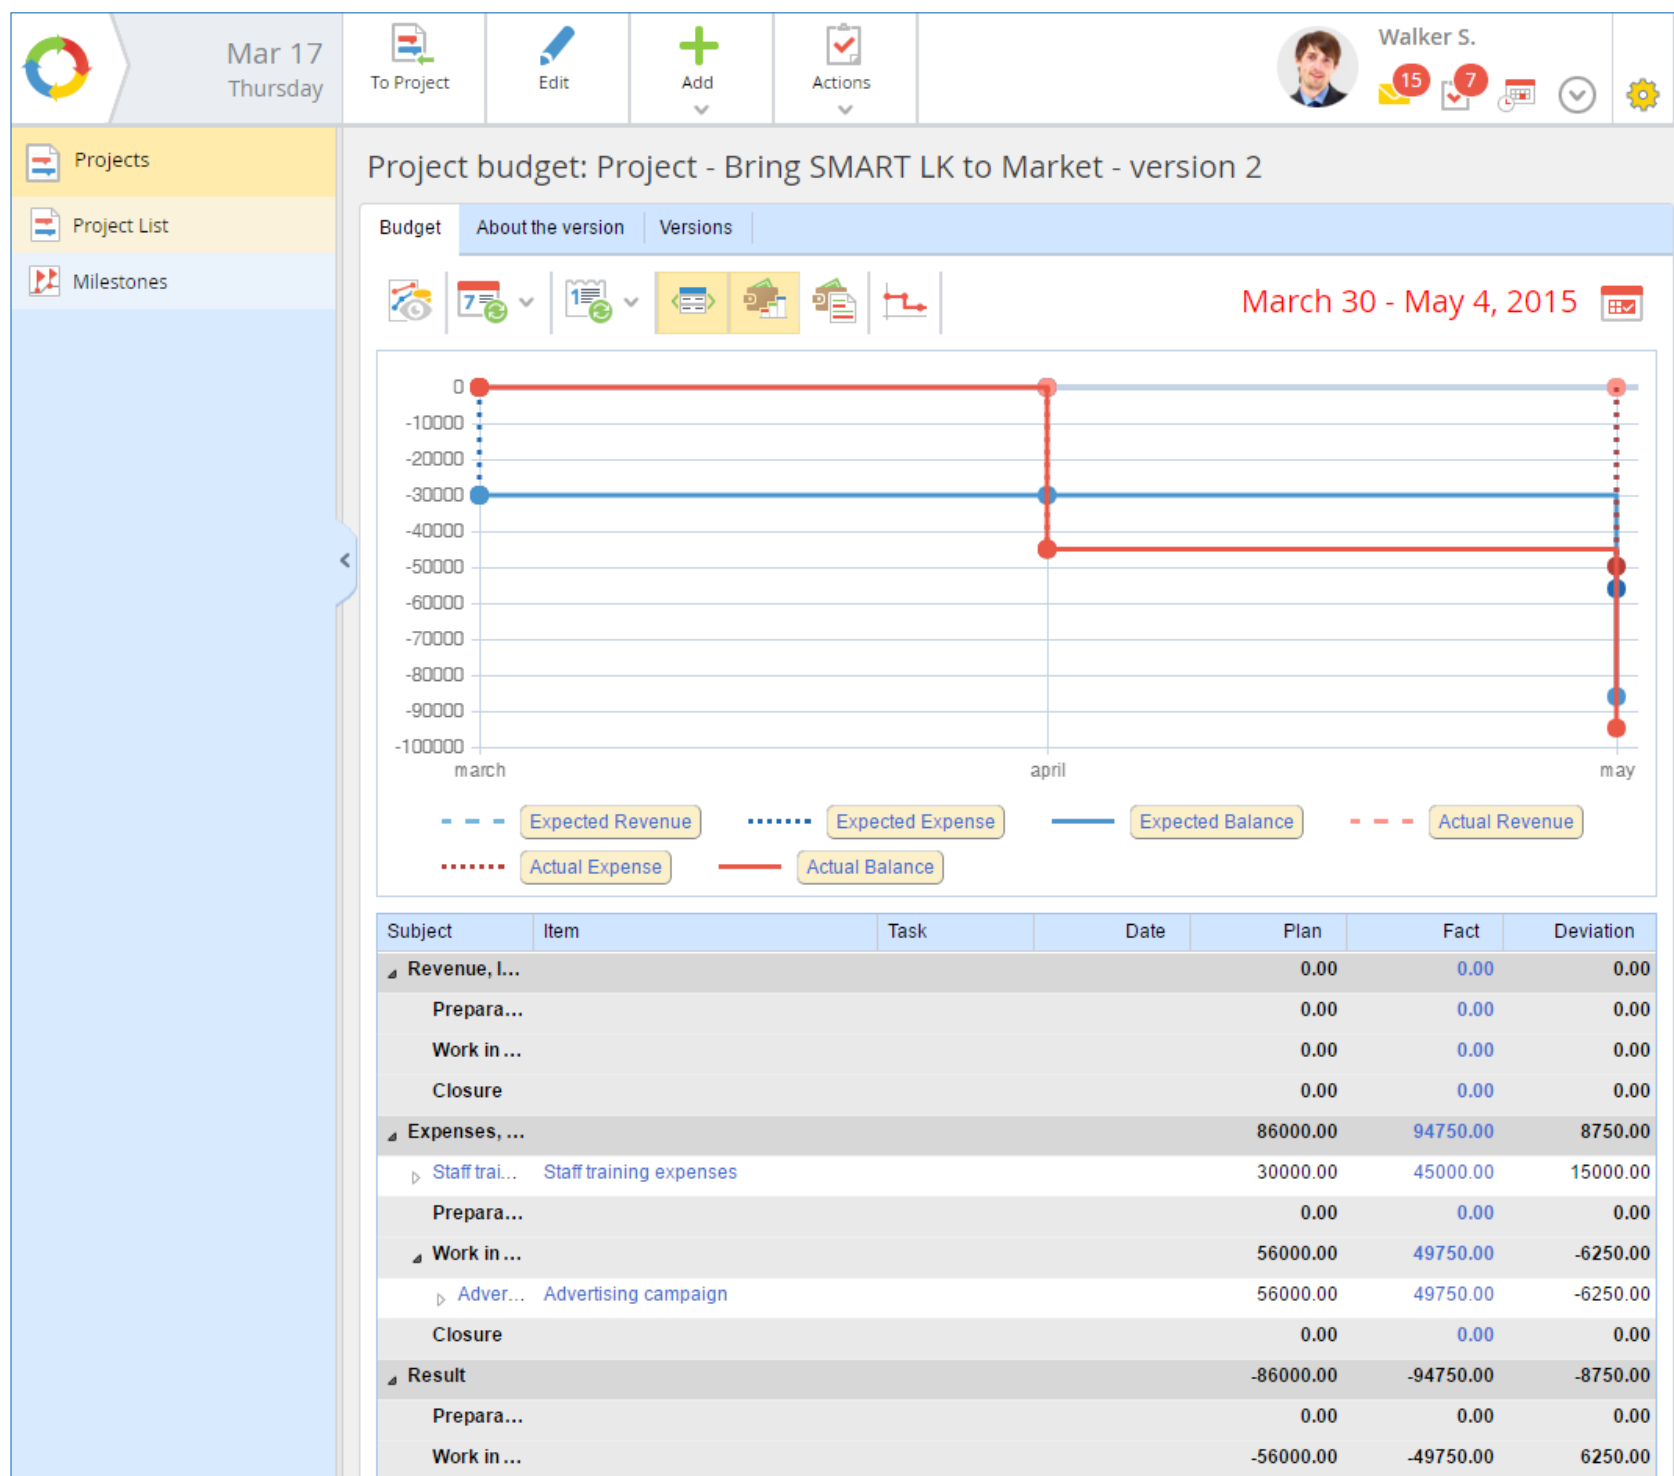 Mar 17
Thursday
To Project
Edit
Add
Actions
Walker S.
15
7
Projects
Project List
Milestones
Project budget: Project - Bring SMART LK to Market - version 2
Budget About the version Versions
7 1
March 30 - May 4, 2015
0
-10000
-20000
-30000
-40000
-50000
-60000
-70000
-80000
-90000
-100000
march april may
Expected Revenue Expected Expense Expected Balance Actual Revenue
Actual Expense Actual Balance
Subject Item Task Date Plan Fact Deviation
Revenue, I... 0.00 0.00 0.00
Prepara... 0.00 0.00 0.00
Work in ... 0.00 0.00 0.00
Closure 0.00 0.00 0.00
Expenses, ... 86000.00 94750.00 8750.00
Staff trai... Staff training expenses 30000.00 45000.00 15000.00
Prepara... 0.00 0.00 0.00
Work in ... 56000.00 49750.00 -6250.00
Adver... Advertising campaign 56000.00 49750.00 -6250.00
Closure 0.00 0.00 0.00
Result -86000.00 -94750.00 -8750.00
Prepara... 0.00 0.00 0.00
Work in ... -56000.00 -49750.00 6250.00